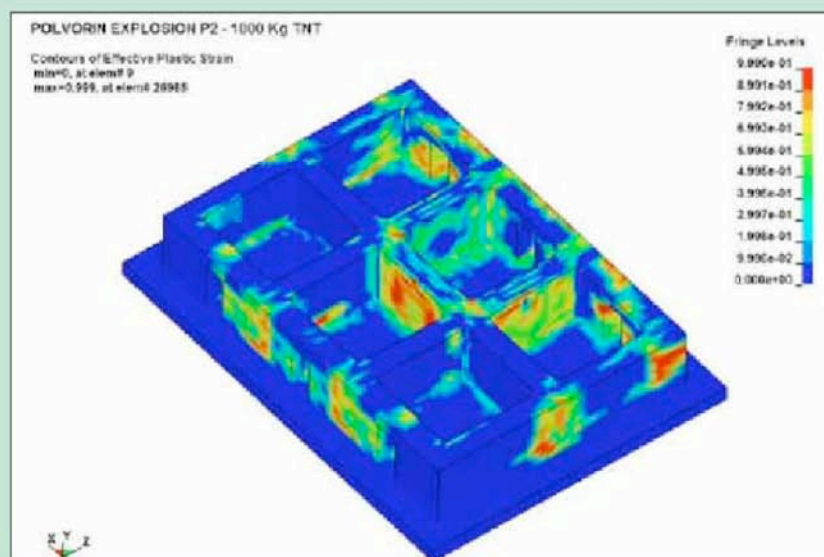 POLVORIN EXPLOSION P2 - 1000 Kg TNT
Contours of Effective Plastic Strain
min=0, at elem# 9
max=0.999, at elem# 26965
Fringe Levels
9.990e-01
8.991e-01
7.992e-01
6.993e-01
5.994e-01
4.995e-01
3.996e-01
2.997e-01
1.998e-01
9.990e-02
0.000e+00
X Y Z